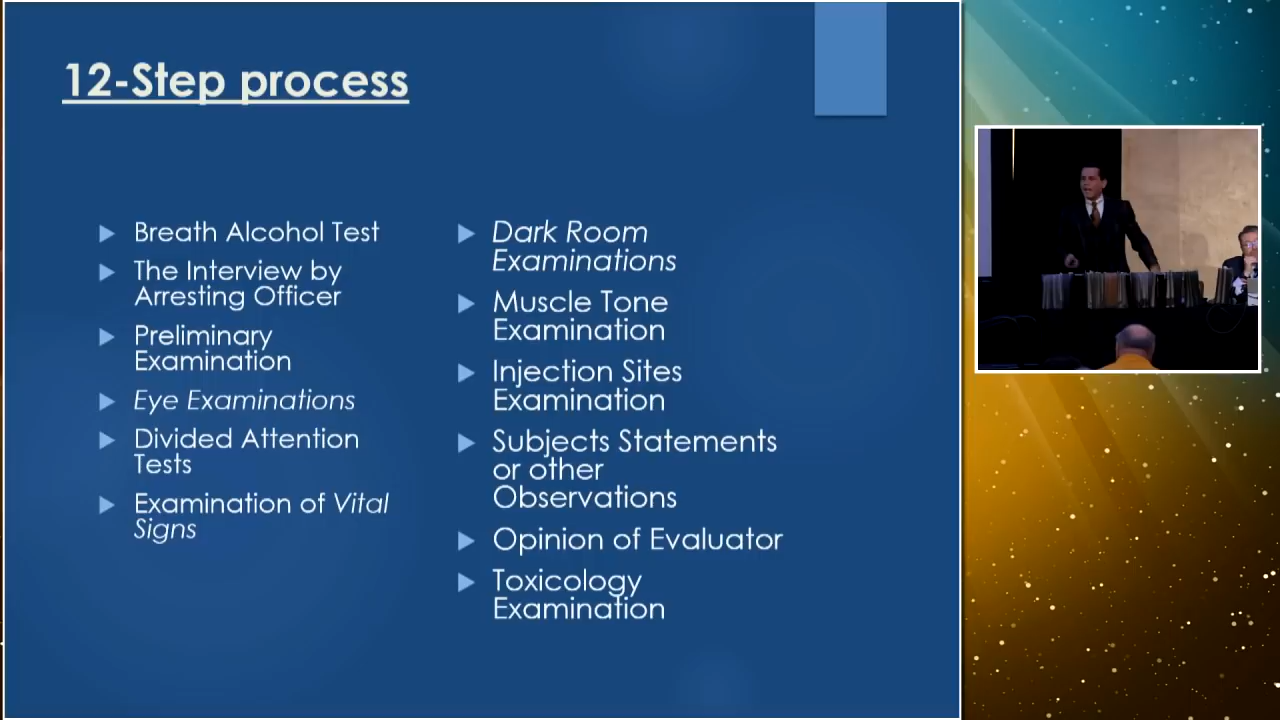 12-Step process
Breath Alcohol Test
The Interview by
Arresting Officer
Preliminary
Examination
Eye Examinations
Divided Attention
Tests
Examination of Vital
Signs
Dark Room
Examinations
Muscle Tone
Examination
Injection Sites
Examination
Subjects Statements
or other
Observations
Opinion of Evaluator
Toxicology
Examination